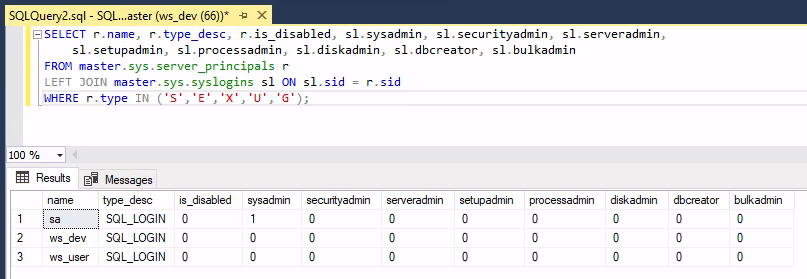 SQLQuery2.sql - SQL...aster (ws_dev (66))*
SELECT r.name, r.type_desc, r.is_disabled, sl.sysadmin, sl.securityadmin, sl.serveradmin,
sl.setupadmin, sl.processadmin, sl.diskadmin, sl.dbcreator, sl.bulkadmin
FROM master.sys.server_principals r
LEFT JOIN master.sys.syslogins sl ON sl.sid = r.sid
WHERE r.type IN ('S','E','X','U','G');
100 %
Results Messages
name type_desc is_disabled sysadmin securityadmin serveradmin setupadmin processadmin diskadmin dbcreator bulkadmin
1 sa SQL_LOGIN 0 1 0 0 0 0 0 0 0
2 ws_dev SQL_LOGIN 0 0 0 0 0 0 0 0 0
3 ws_user SQL_LOGIN 0 0 0 0 0 0 0 0 0